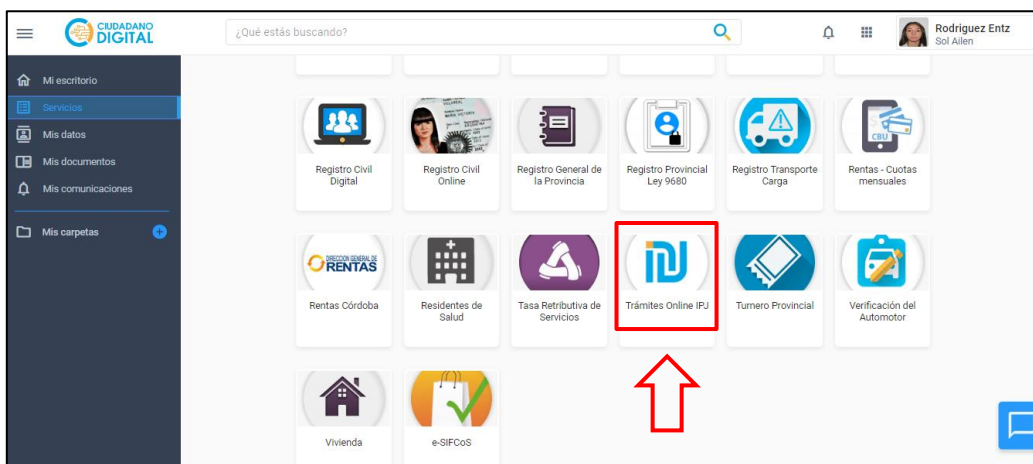 CIUDADANO
DIGITAL
¿Qué estás buscando?
Rodriguez Entz
Sol Ailen
Mi escritorio
Servicios
Mis datos
Mis documentos
Mis comunicaciones
Mis carpetas
Registro Civil
Digital
Registro Civil
Online
Registro General de
la Provincia
Registro Provincial
Ley 9680
Registro Transporte
Carga
CBU
Rentas - Cuotas
mensuales
DIRECCION GENERAL DE
RENTAS
Rentas Córdoba
Residentes de
Salud
Tasa Retributiva de
Servicios
Trámites Online IPJ
Turnero Provincial
Verificación del
Automotor
Vivienda
e-SIFCoS